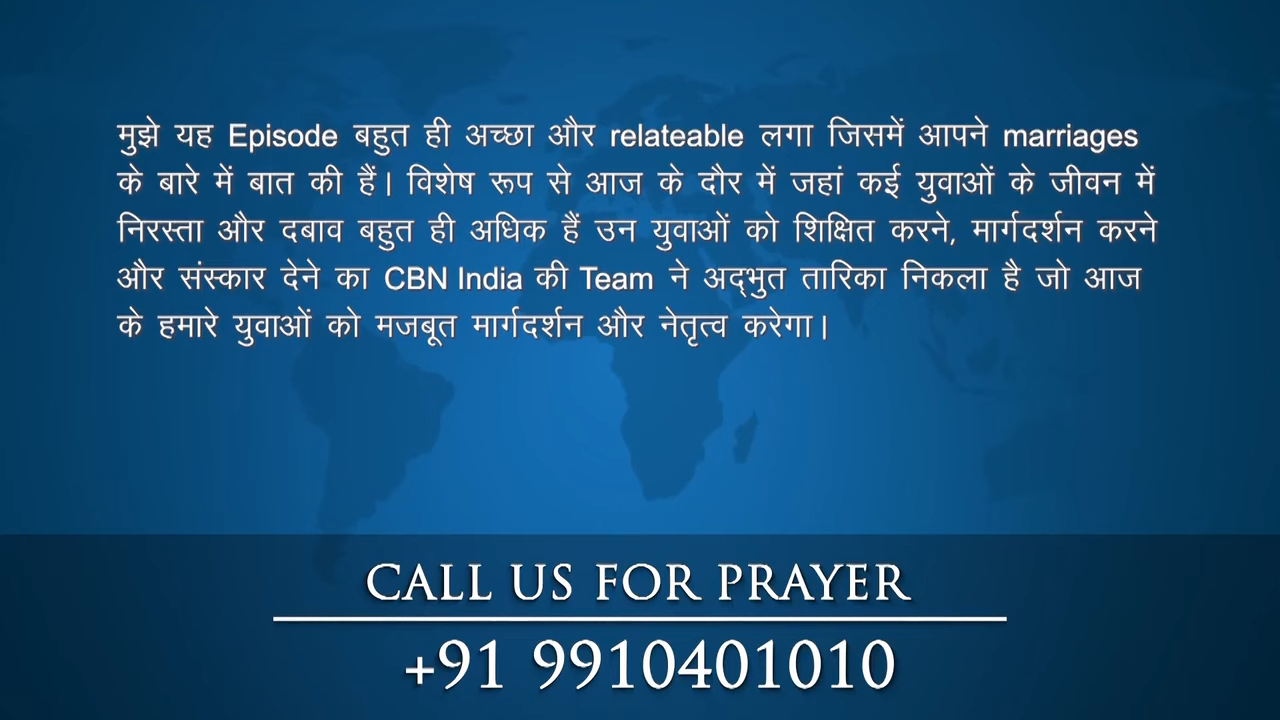 मुझे यह Episode बहुत ही अच्छा और relateable लगा जिसमें आपने marriages
के बारे में बात की हैं। विशेष रूप से आज के दौर में जहां कई युवाओं के जीवन में
निरस्ता और दबाव बहुत ही अधिक हैं उन युवाओं को शिक्षित करने, मार्गदर्शन करने
और संस्कार देने का CBN India की Team ने अद्‌भुत तारिका निकला है जो आज
के हमारे युवाओं को मजबूत मार्गदर्शन और नेतृत्व करेगा।
CALL US FOR PRAYER
+91 9910401010